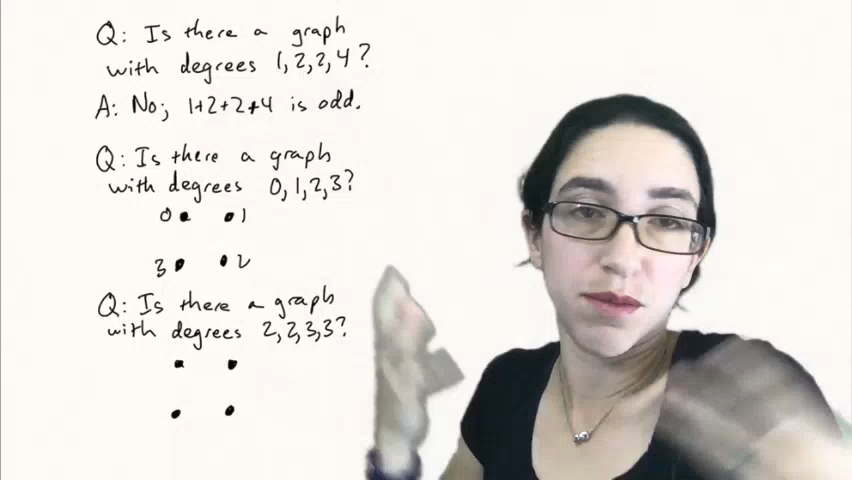 Q: Is there a graph
with degrees 1, 2, 2, 4?
A: No; 1+2+2+4 is odd.
Q: Is there a graph
with degrees 0, 1, 2, 3?
0 1
3 2
Q: Is there a graph
with degrees 2, 2, 3, 3?